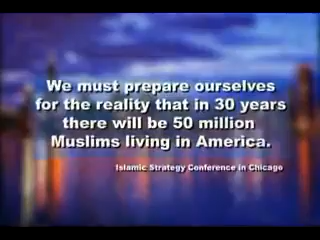 We must prepare ourselves
for the reality that in 30 years
there will be 50 million
Muslims living in America.
Islamic Strategy Conference in Chicago